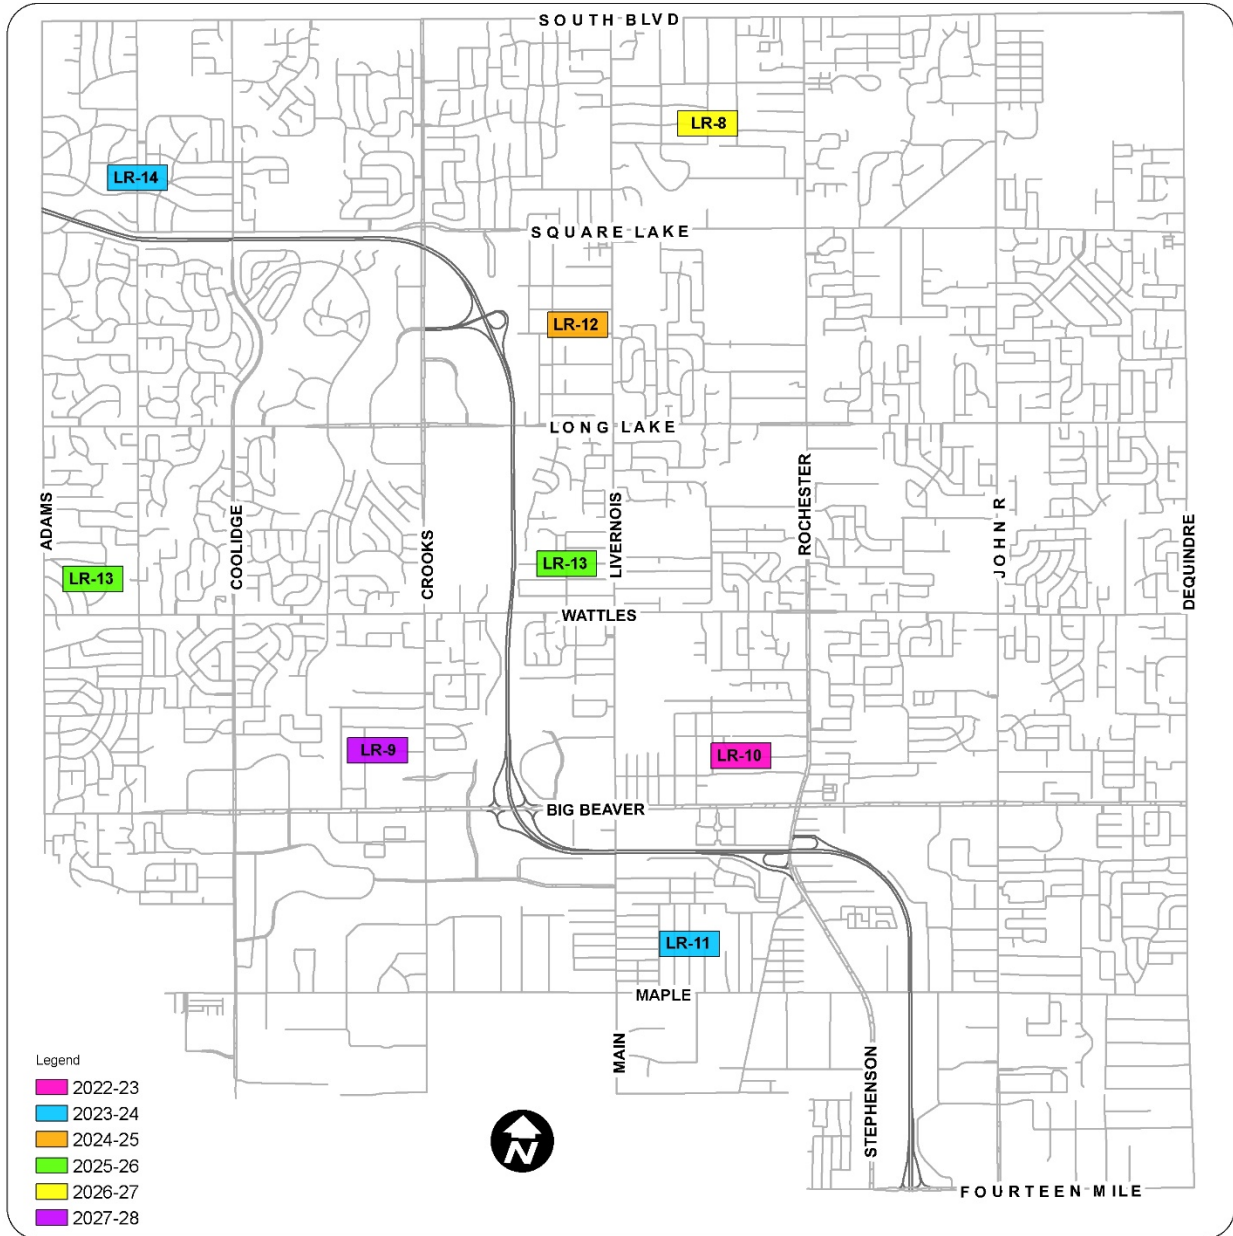 SOUTH BLVD
LR-8
LR-14
SQUARE LAKE
LR-12
LONG LAKE
ADAMS
COOLIDGE
CROOKS
LIVERNOIS
ROCHESTER
JOHN R
DEQUINDRE
LR-13
LR-13
WATTLES
LR-9
LR-10
BIG BEAVER
LR-11
MAPLE
MAIN
STEPHENSON
Legend
2022-23
2023-24
2024-25
2025-26
2026-27
2027-28
N
FOURTEEN MILE